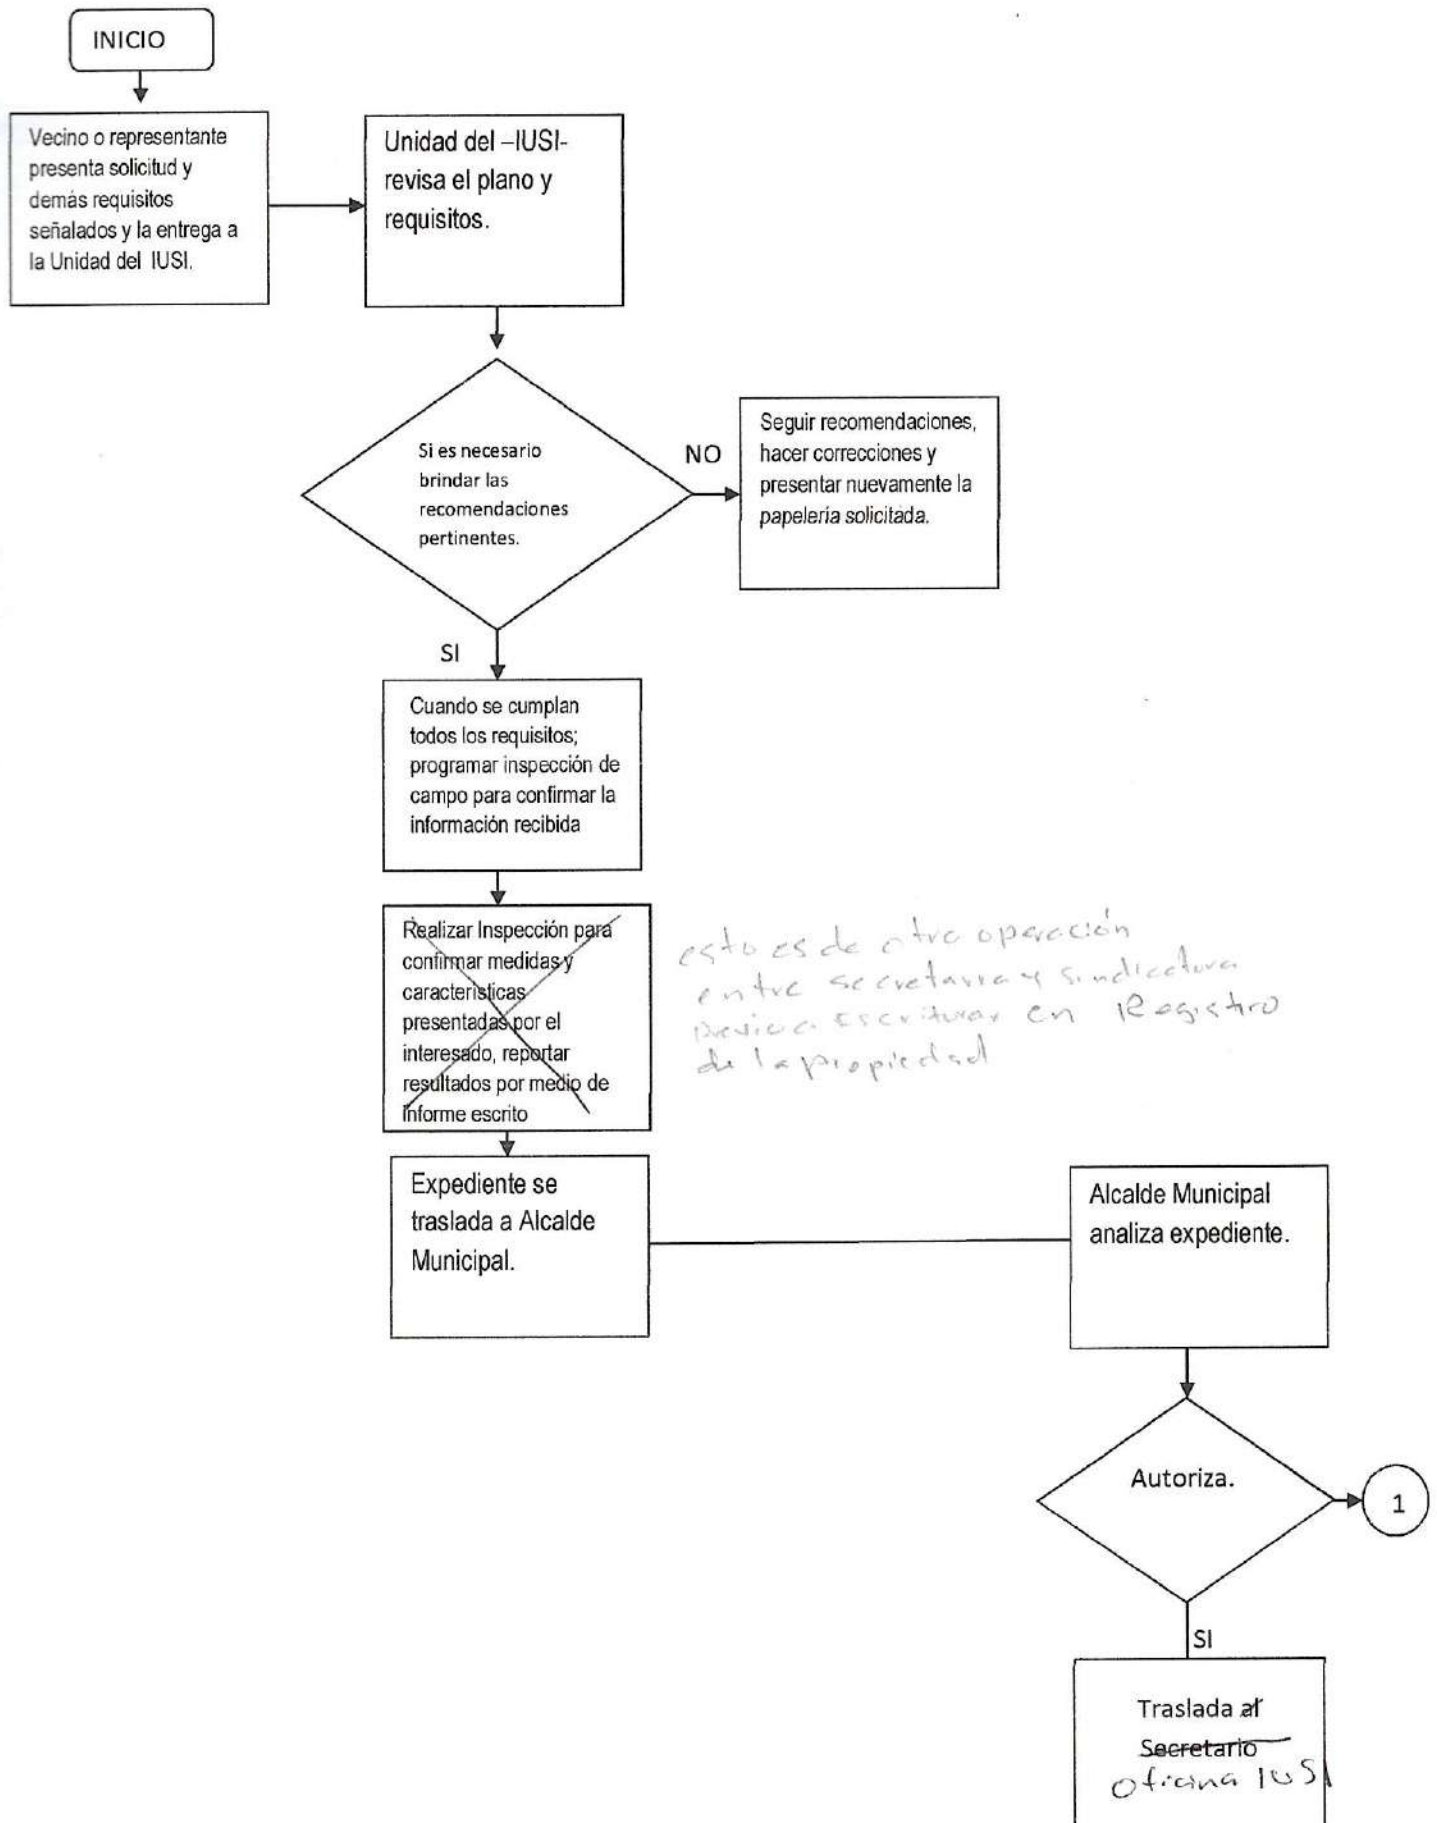 INICIO
Vecino o representante
presenta solicitud y
demás requisitos
señalados y la entrega a
la Unidad del IUSI.
Unidad del –IUSI-
revisa el plano y
requisitos.
Si es necesario
brindar las
recomendaciones
pertinentes.
NO
Seguir recomendaciones,
hacer correcciones y
presentar nuevamente la
papelería solicitada.
SI
Cuando se cumplan
todos los requisitos;
programar inspección de
campo para confirmar la
información recibida
Realizar Inspección para
confirmar medidas y
características
presentadas por el
interesado, reportar
resultados por medio de
informe escrito
esto es de otra operación
entre secretaria y sindicatura
previo a Escriturar en Registro
de la propiedad
Expediente se
traslada a Alcalde
Municipal.
Alcalde Municipal
analiza expediente.
Autoriza.
1
SI
Traslada al
Secretario
Oficina IUSI